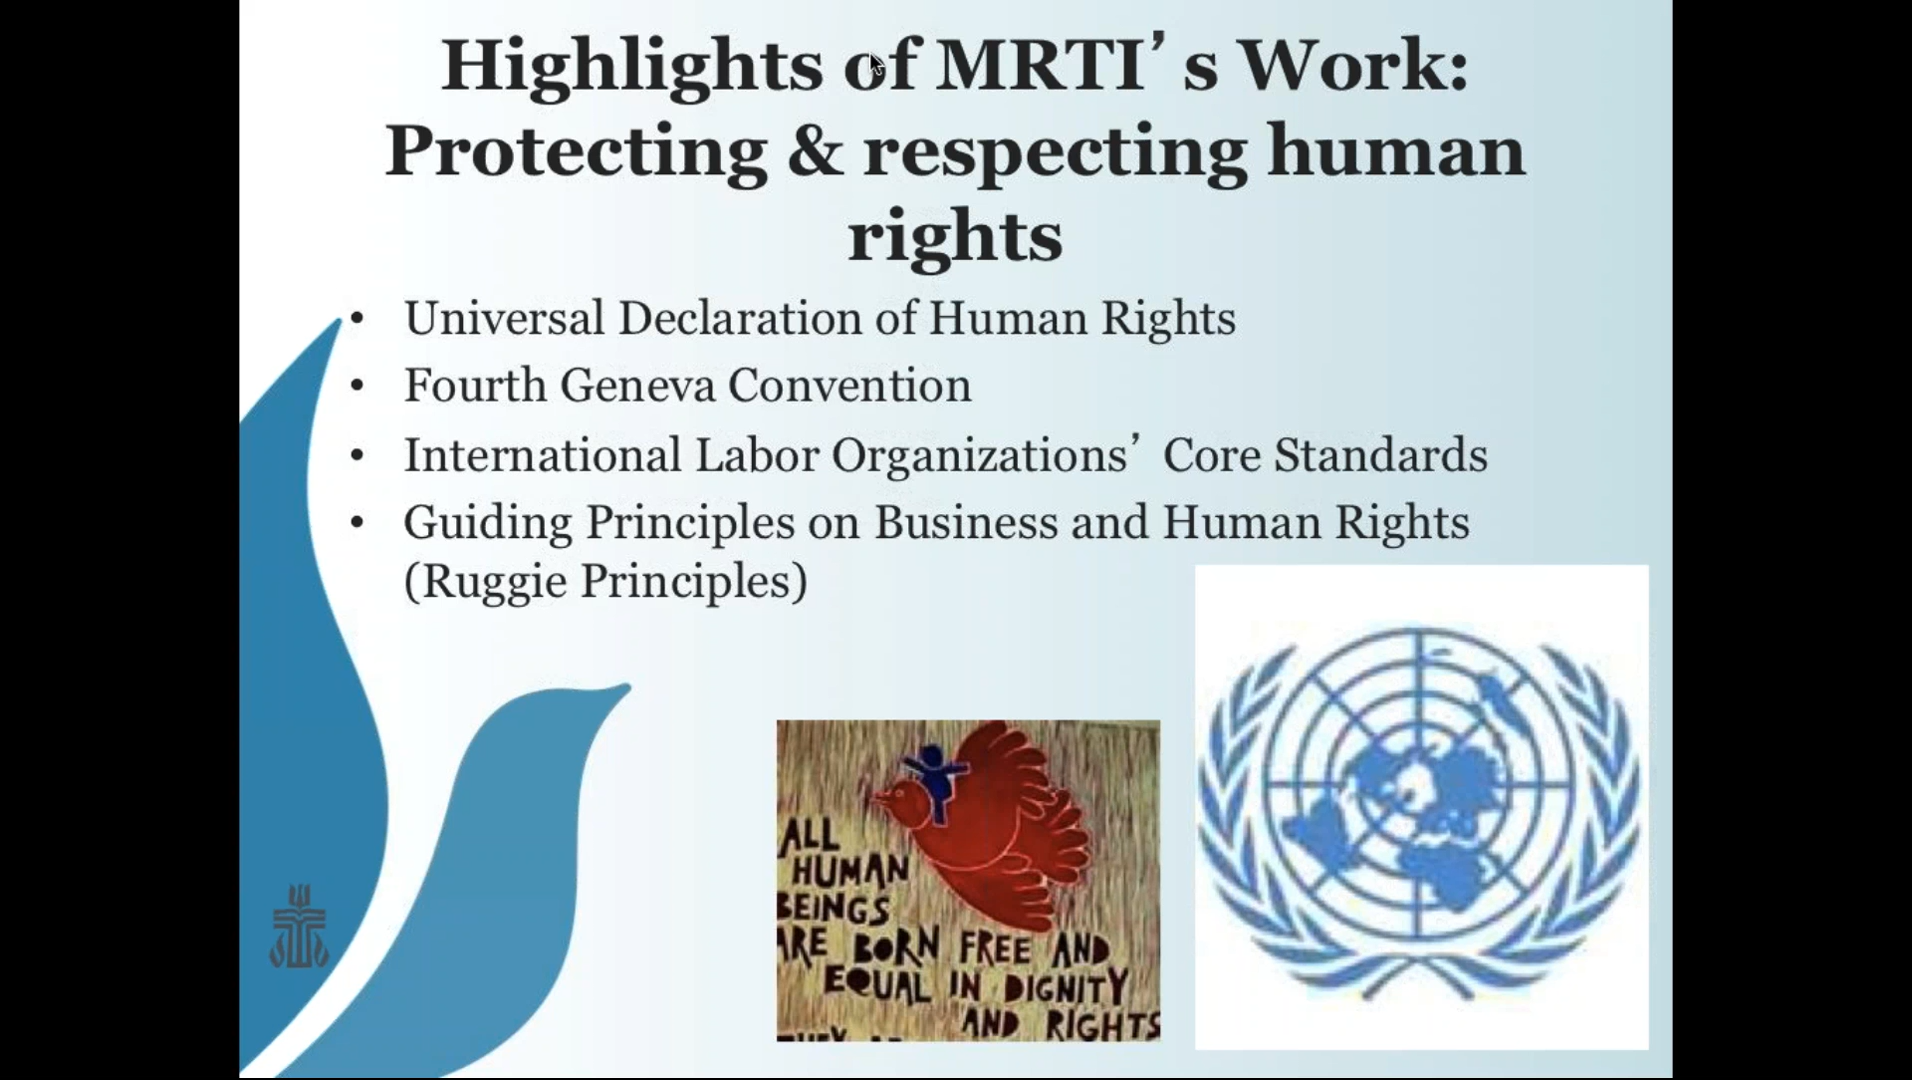 Highlights of MRTI’s Work:
Protecting & respecting human
rights
• Universal Declaration of Human Rights
• Fourth Geneva Convention
• International Labor Organizations’ Core Standards
• Guiding Principles on Business and Human Rights
(Ruggie Principles)
ALL
HUMAN
BEINGS
ARE BORN FREE AND
EQUAL IN DIGNITY
AND RIGHTS